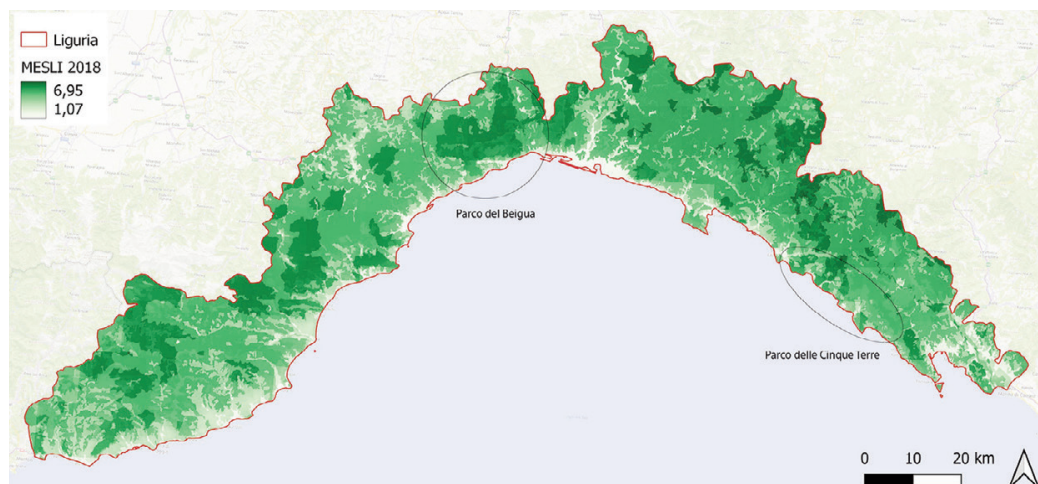 Liguria
MESLI 2018
6,95
1,07
Parco del Beigua
Parco delle Cinque Terre
0 10 20 km